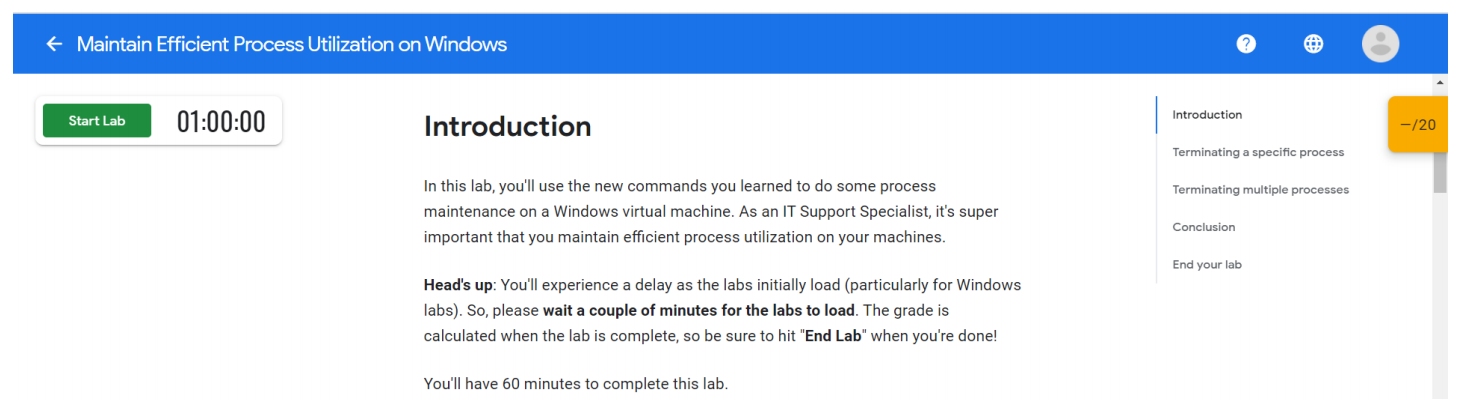 Maintain Efficient Process Utilization on Windows
Start Lab
01:00:00
Introduction
In this lab, you'll use the new commands you learned to do some process
maintenance on a Windows virtual machine. As an IT Support Specialist, it's super
important that you maintain efficient process utilization on your machines.
Head's up: You'll experience a delay as the labs initially load (particularly for Windows
labs). So, please wait a couple of minutes for the labs to load. The grade is
calculated when the lab is complete, so be sure to hit "End Lab" when you're done!
You'll have 60 minutes to complete this lab.
Introduction
Terminating a specific process
Terminating multiple processes
Conclusion
End your lab
—/20